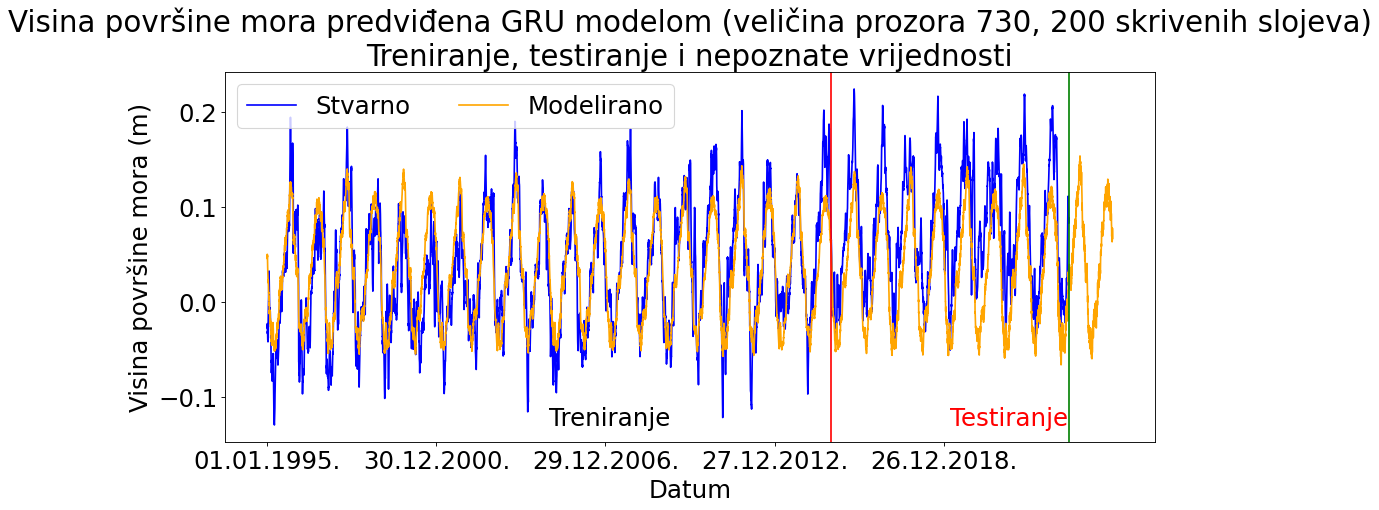 Visina površine mora predviđena GRU modelom (veličina prozora 730, 200 skrivenih slojeva)
Treniranje, testiranje i nepoznate vrijednosti
Stvarno
Modelirano
Visina površine mora (m)
0.2
0.1
0.0
−0.1
Treniranje
Testiranje
01.01.1995.
30.12.2000.
29.12.2006.
27.12.2012.
26.12.2018.
Datum